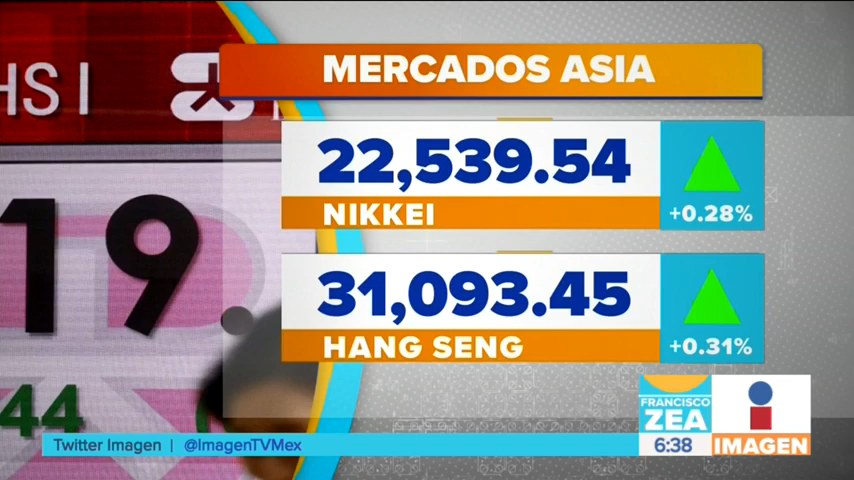 HSI
MERCADOS ASIA
22,539.54
NIKKEI
+0.28%
19.
31,093.45
HANG SENG
+0.31%
44
FRANCISCO
ZEA
6:38
IMAGEN
Twitter Imagen | @ImagenTVMex